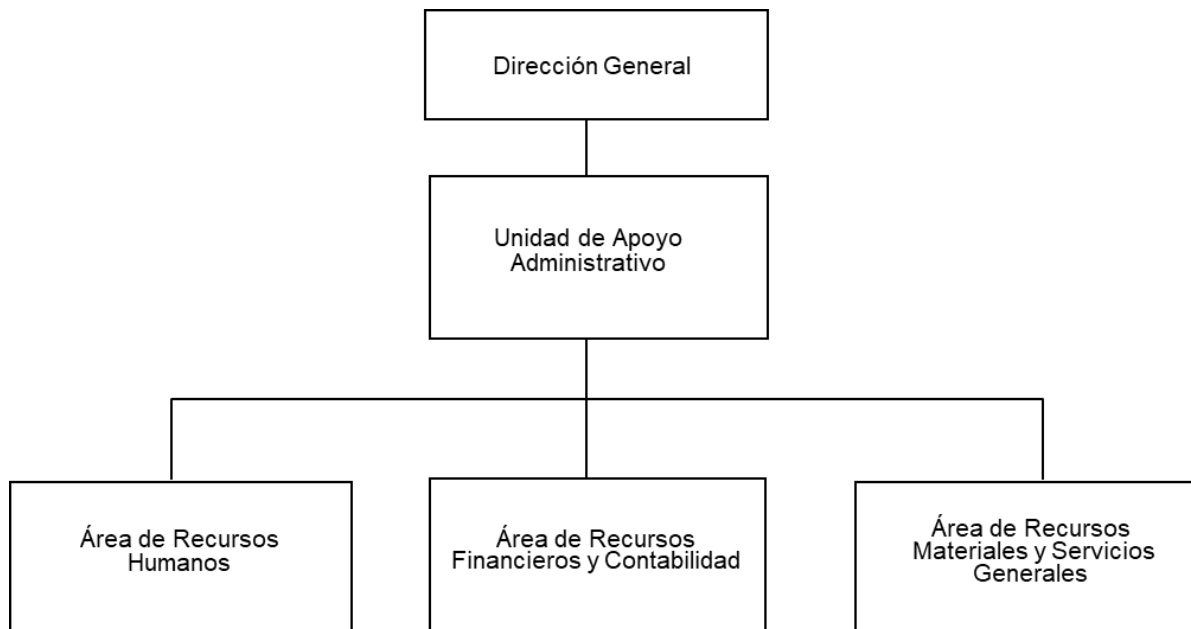 Dirección General
Unidad de Apoyo
Administrativo
Área de Recursos
Humanos
Área de Recursos
Financieros y Contabilidad
Área de Recursos
Materiales y Servicios
Generales